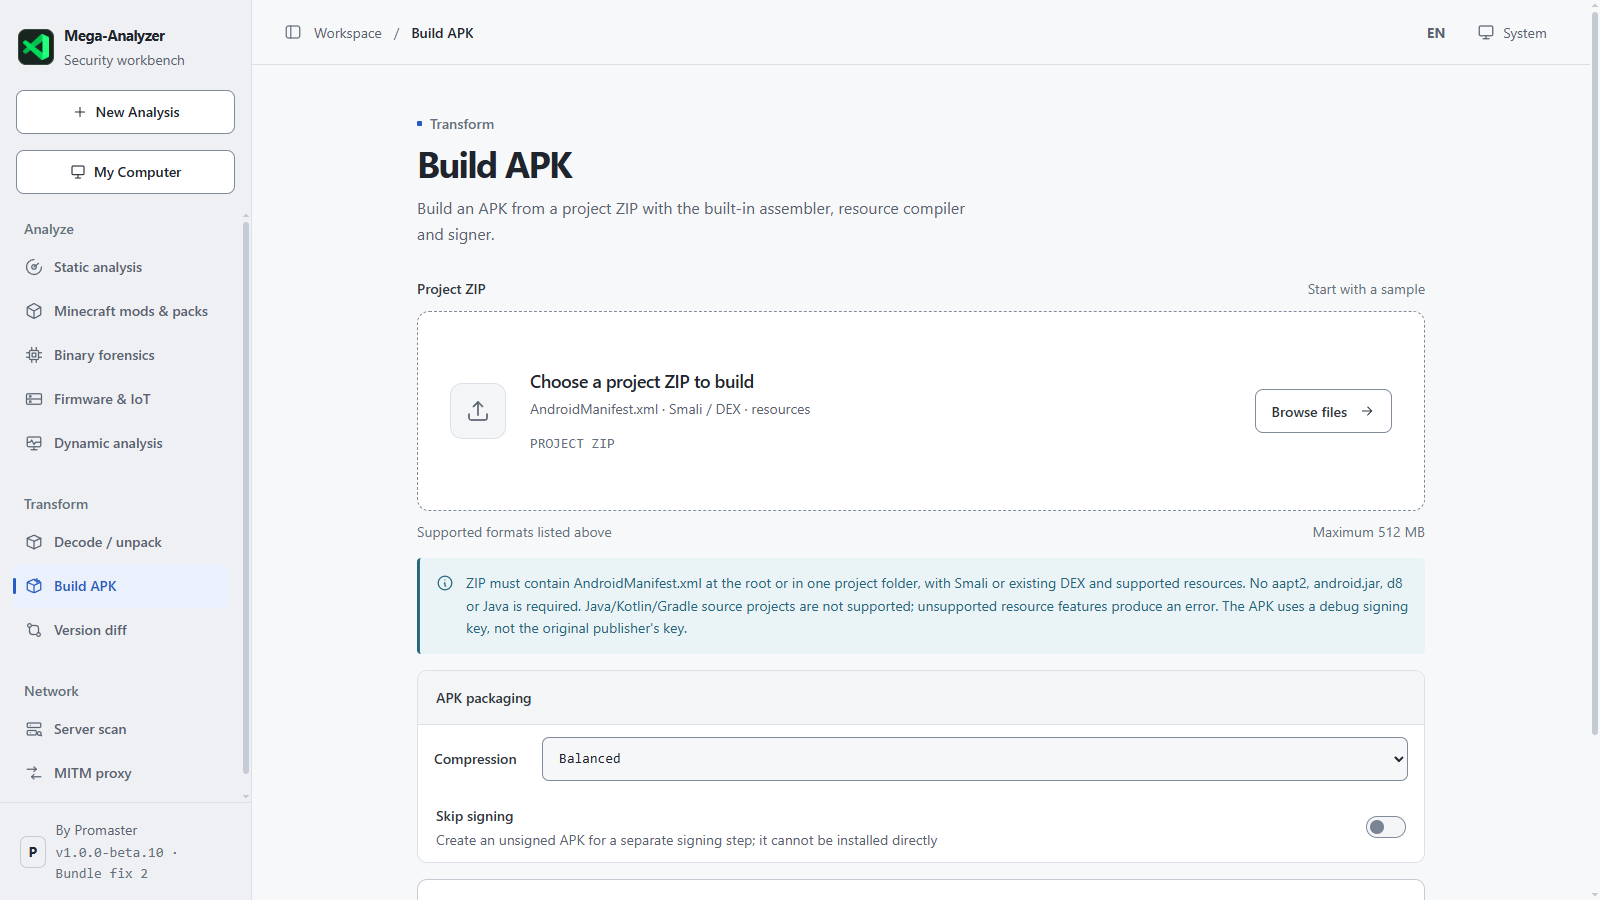 Mega-Analyzer
Security workbench
New Analysis
My Computer
Analyze
Static analysis
Minecraft mods & packs
Binary forensics
Firmware & IoT
Dynamic analysis
Transform
Decode / unpack
Build APK
Version diff
Network
Server scan
MITM proxy
P
By Promaster
v1.0.0-beta.10 ·
Bundle fix 2
Workspace / Build APK
EN
System
Transform
Build APK
Build an APK from a project ZIP with the built-in assembler, resource compiler
and signer.
Project ZIP
Start with a sample
Choose a project ZIP to build
AndroidManifest.xml · Smali / DEX · resources
PROJECT ZIP
Browse files
Supported formats listed above
Maximum 512 MB
ZIP must contain AndroidManifest.xml at the root or in one project folder, with Smali or existing DEX and supported resources. No aapt2, android.jar, d8
or Java is required. Java/Kotlin/Gradle source projects are not supported; unsupported resource features produce an error. The APK uses a debug signing
key, not the original publisher's key.
APK packaging
Compression
Balanced
Skip signing
Create an unsigned APK for a separate signing step; it cannot be installed directly